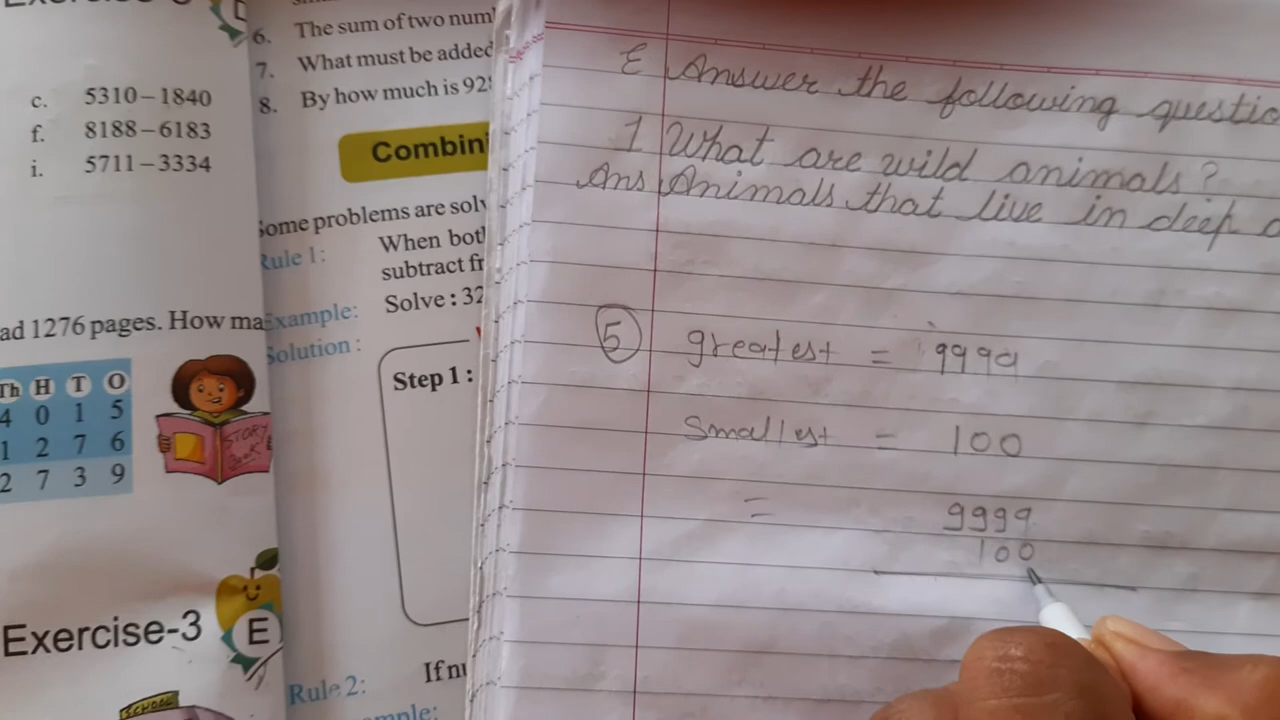 6. The sum of two num
7. What must be added
8. By how much is 92
c. 5310–1840
f. 8188–6183
i. 5711–3334
Combin
Some problems are solv
Rule 1: When bot
subtract fr
Example: Solve : 32
Solution :
Step 1 :
ad 1276 pages. How ma
Th H T O
4 0 1 5
1 2 7 6
2 7 3 9
STORY
Book
Exercise-3 E
Rule 2: If nu
mple:
E Answer the following questio
1 What are wild animals?
Ans Animals that live in deep
5 greatest = 9999
Smallest = 100
= 9999
100